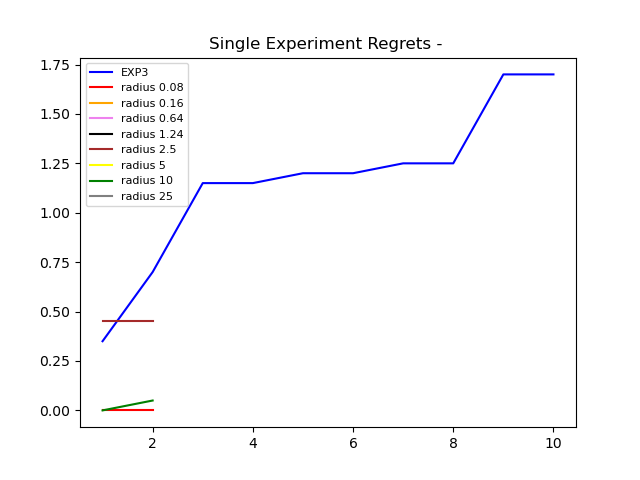 Single Experiment Regrets -
1.75
1.50
1.25
1.00
0.75
0.50
0.25
0.00
EXP3
radius 0.08
radius 0.16
radius 0.64
radius 1.24
radius 2.5
radius 5
radius 10
radius 25
2 4 6 8 10